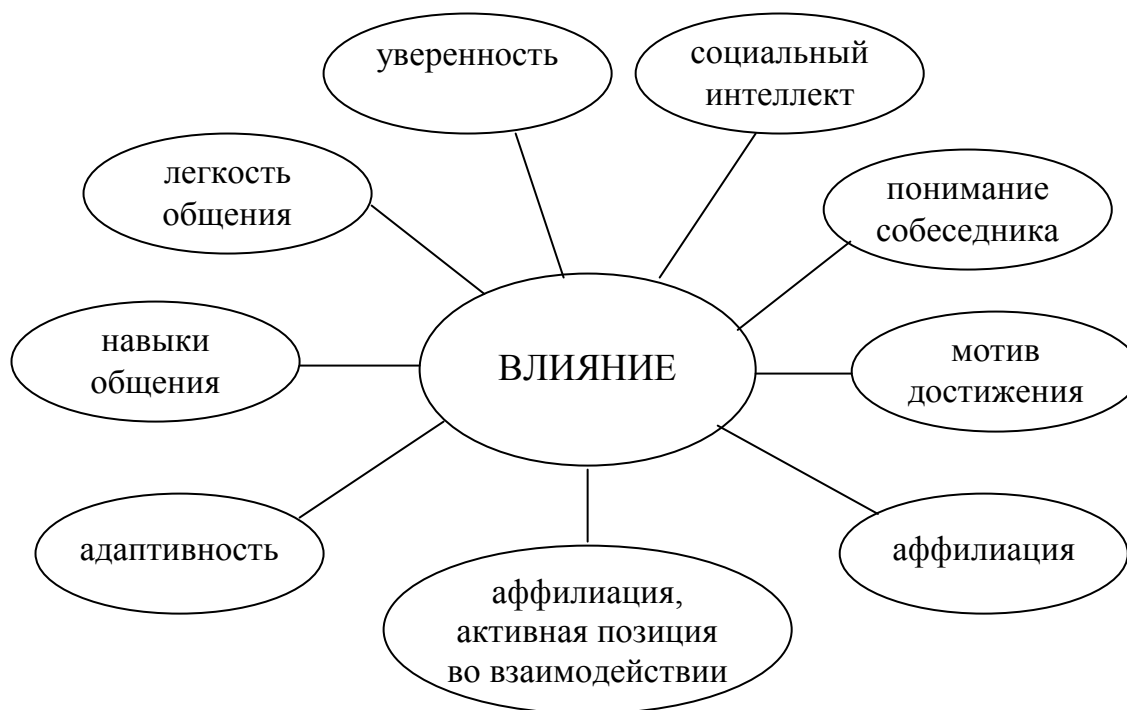 уверенность
социальный
интеллект
легкость
общения
понимание
собеседника
навыки
общения
ВЛИЯНИЕ
мотив
достижения
адаптивность
аффилиация,
активная позиция
во взаимодействии
аффилиация